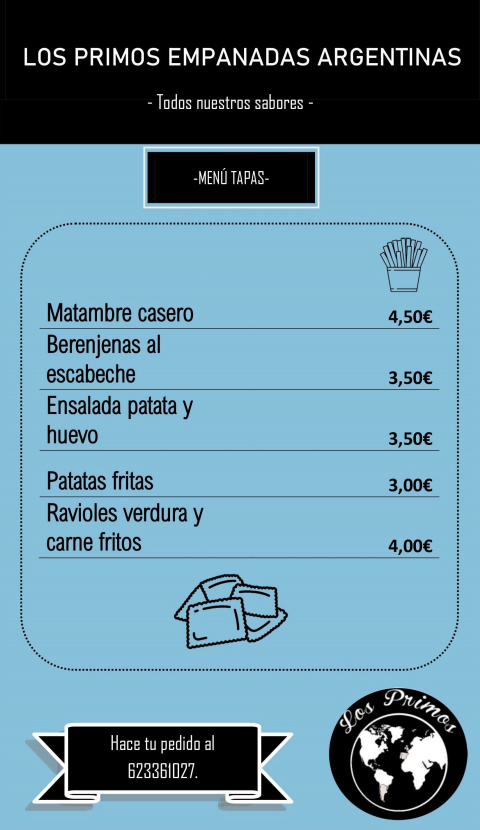 LOS PRIMOS EMPANADAS ARGENTINAS
- Todos nuestros sabores -
-MENÚ TAPAS-
Matambre casero 4,50€
Berenjenas al
escabeche 3,50€
Ensalada patata y
huevo 3,50€
Patatas fritas 3,00€
Ravioles verdura y
carne fritos 4,00€
Hace tu pedido al
623361027.
Los Primos